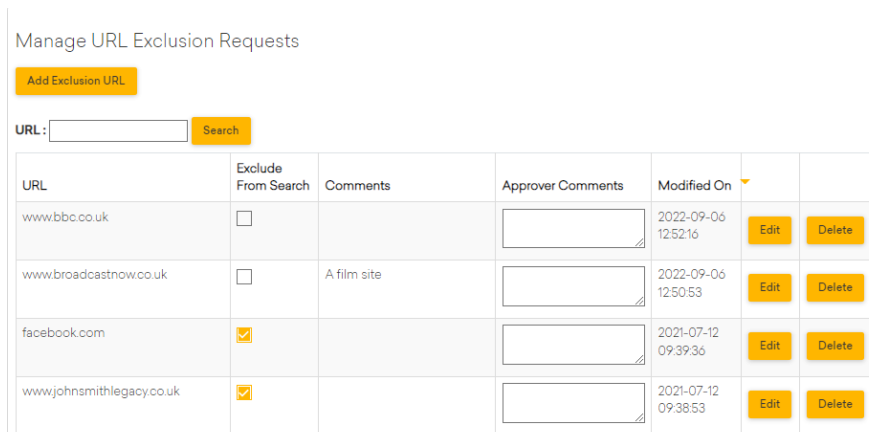 Manage URL Exclusion Requests
Add Exclusion URL
URL : Search
URL Exclude From Search Comments Approver Comments Modified On
www.bbc.co.uk 2022-09-06 12:52:16 Edit Delete
www.broadcastnow.co.uk A film site 2022-09-06 12:50:53 Edit Delete
facebook.com 2021-07-12 09:39:36 Edit Delete
www.johnsmithlegacy.co.uk 2021-07-12 09:38:53 Edit Delete